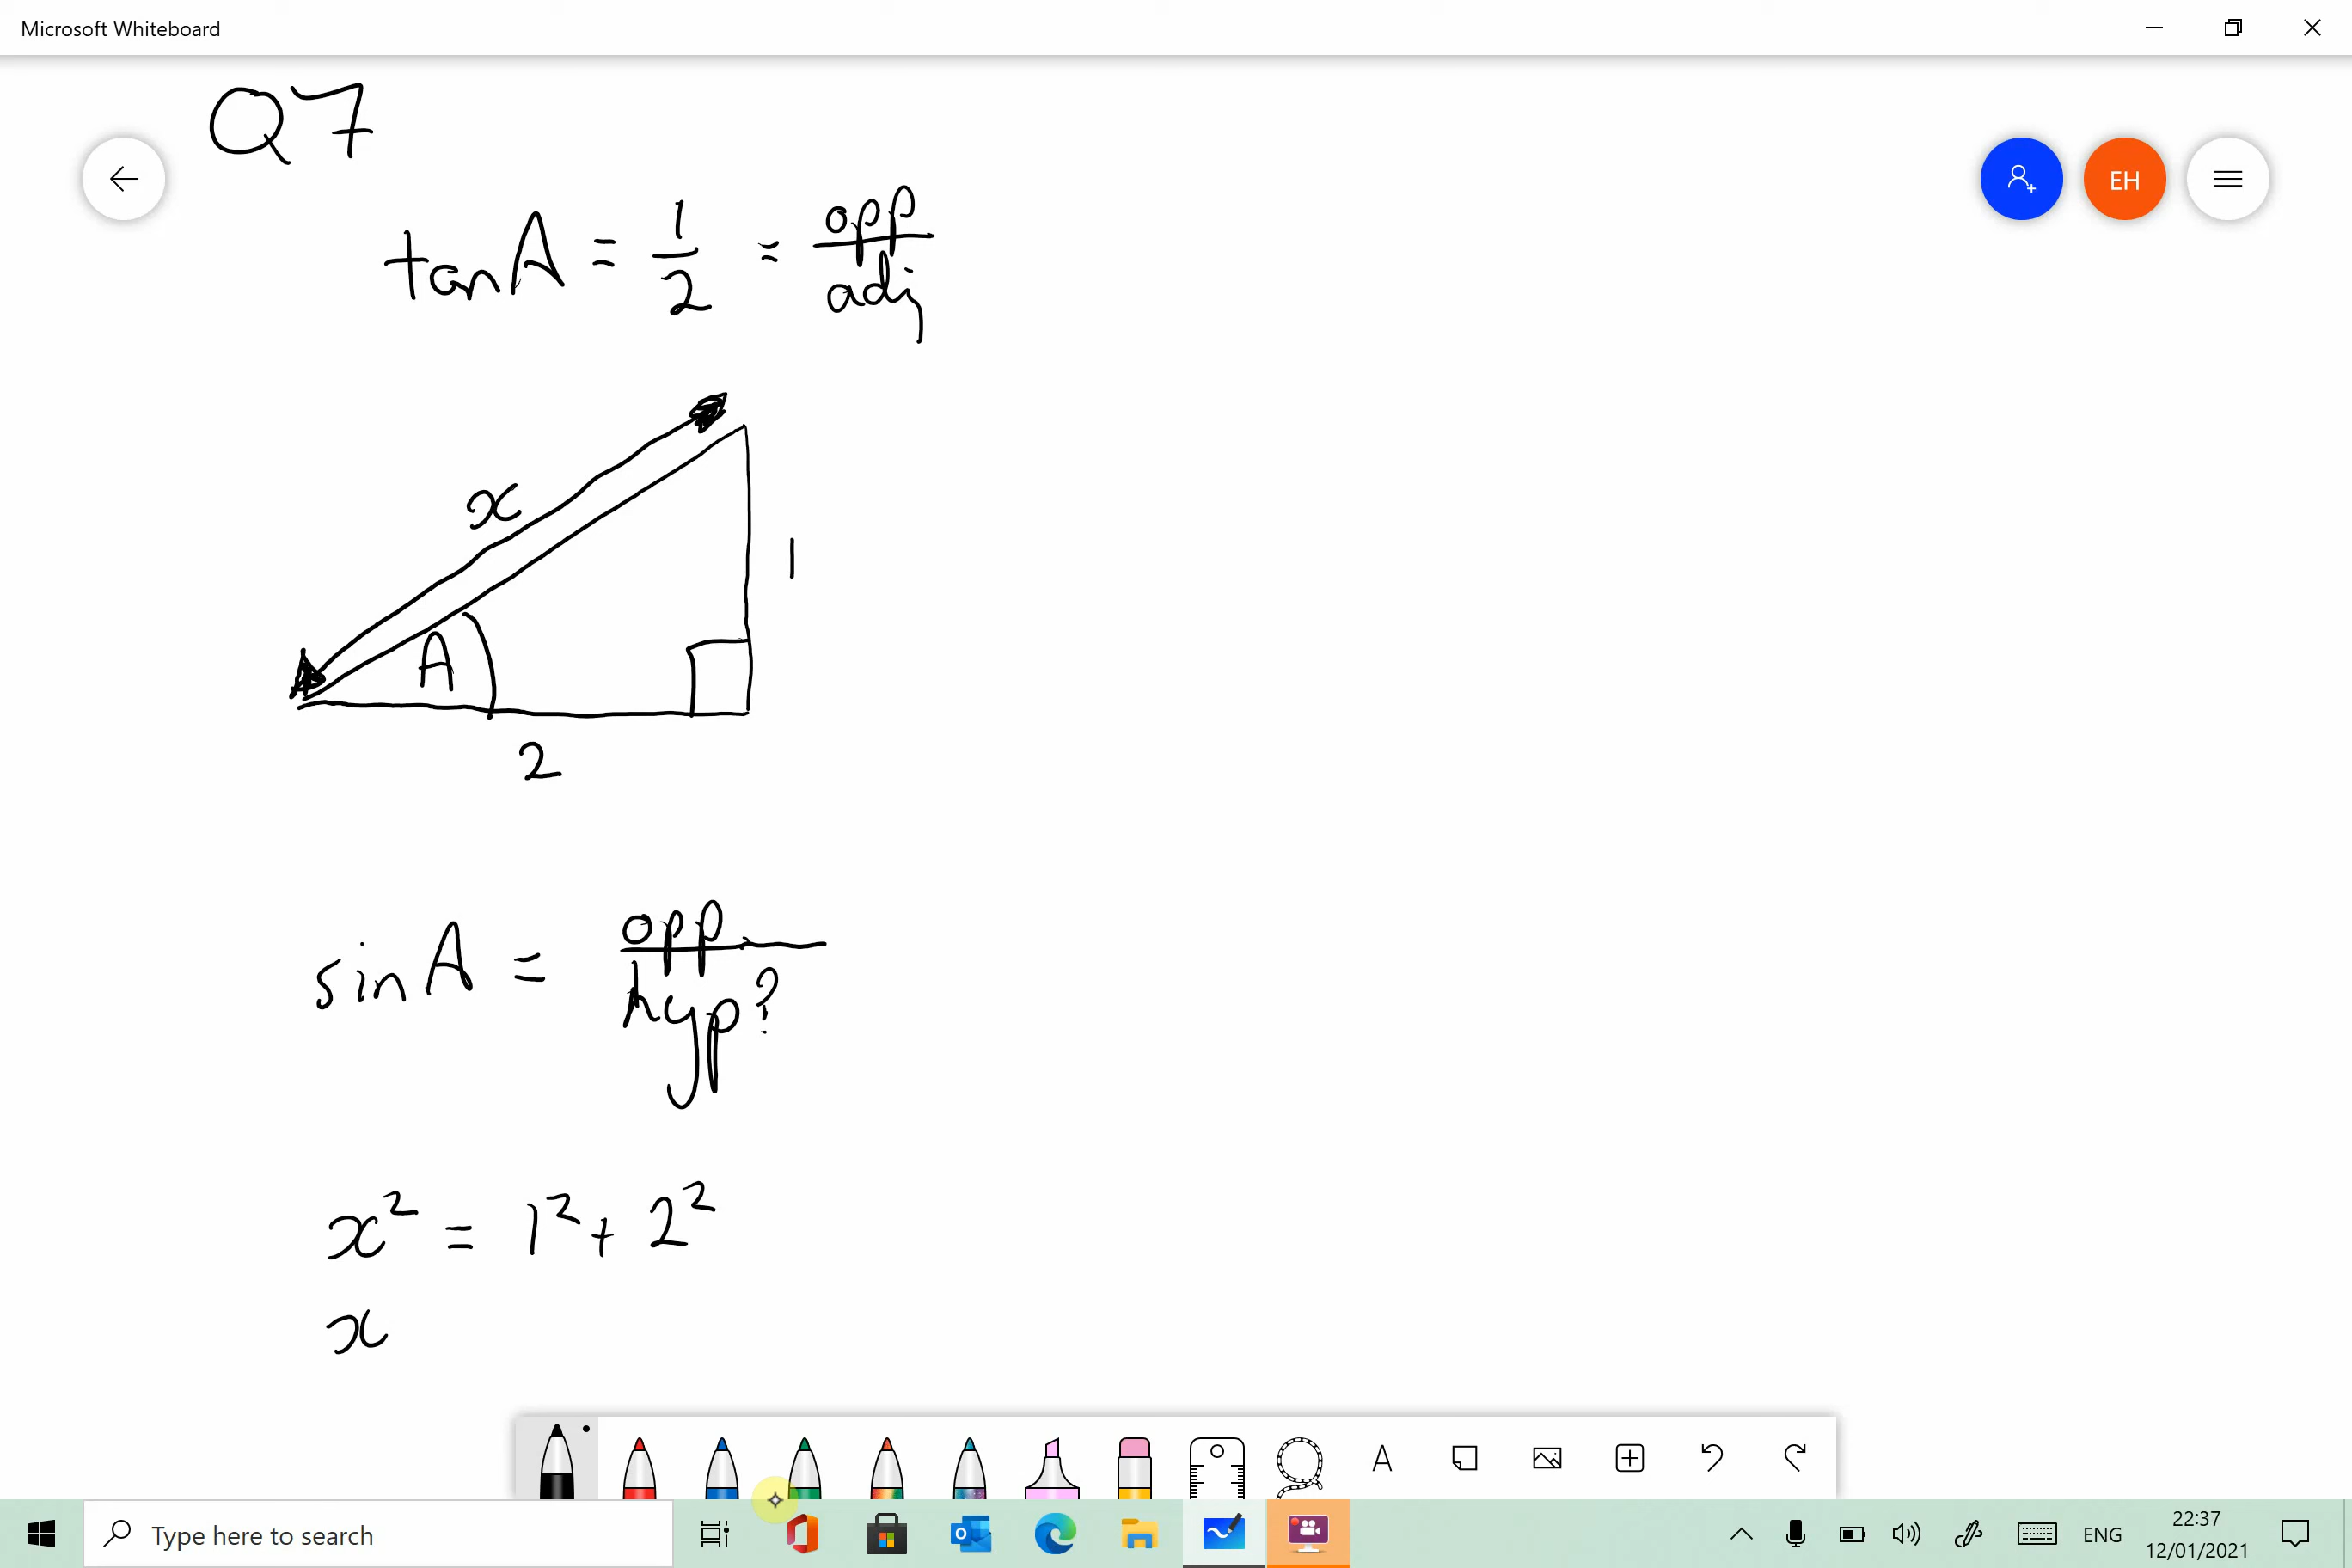 Microsoft Whiteboard
Q7
EH
tanA = 1/2 = opp/adj
x
1
A
2
sinA = opp/hyp?
x² = 1² + 2²
x
A
Type here to search
ENG
22:37
12/01/2021